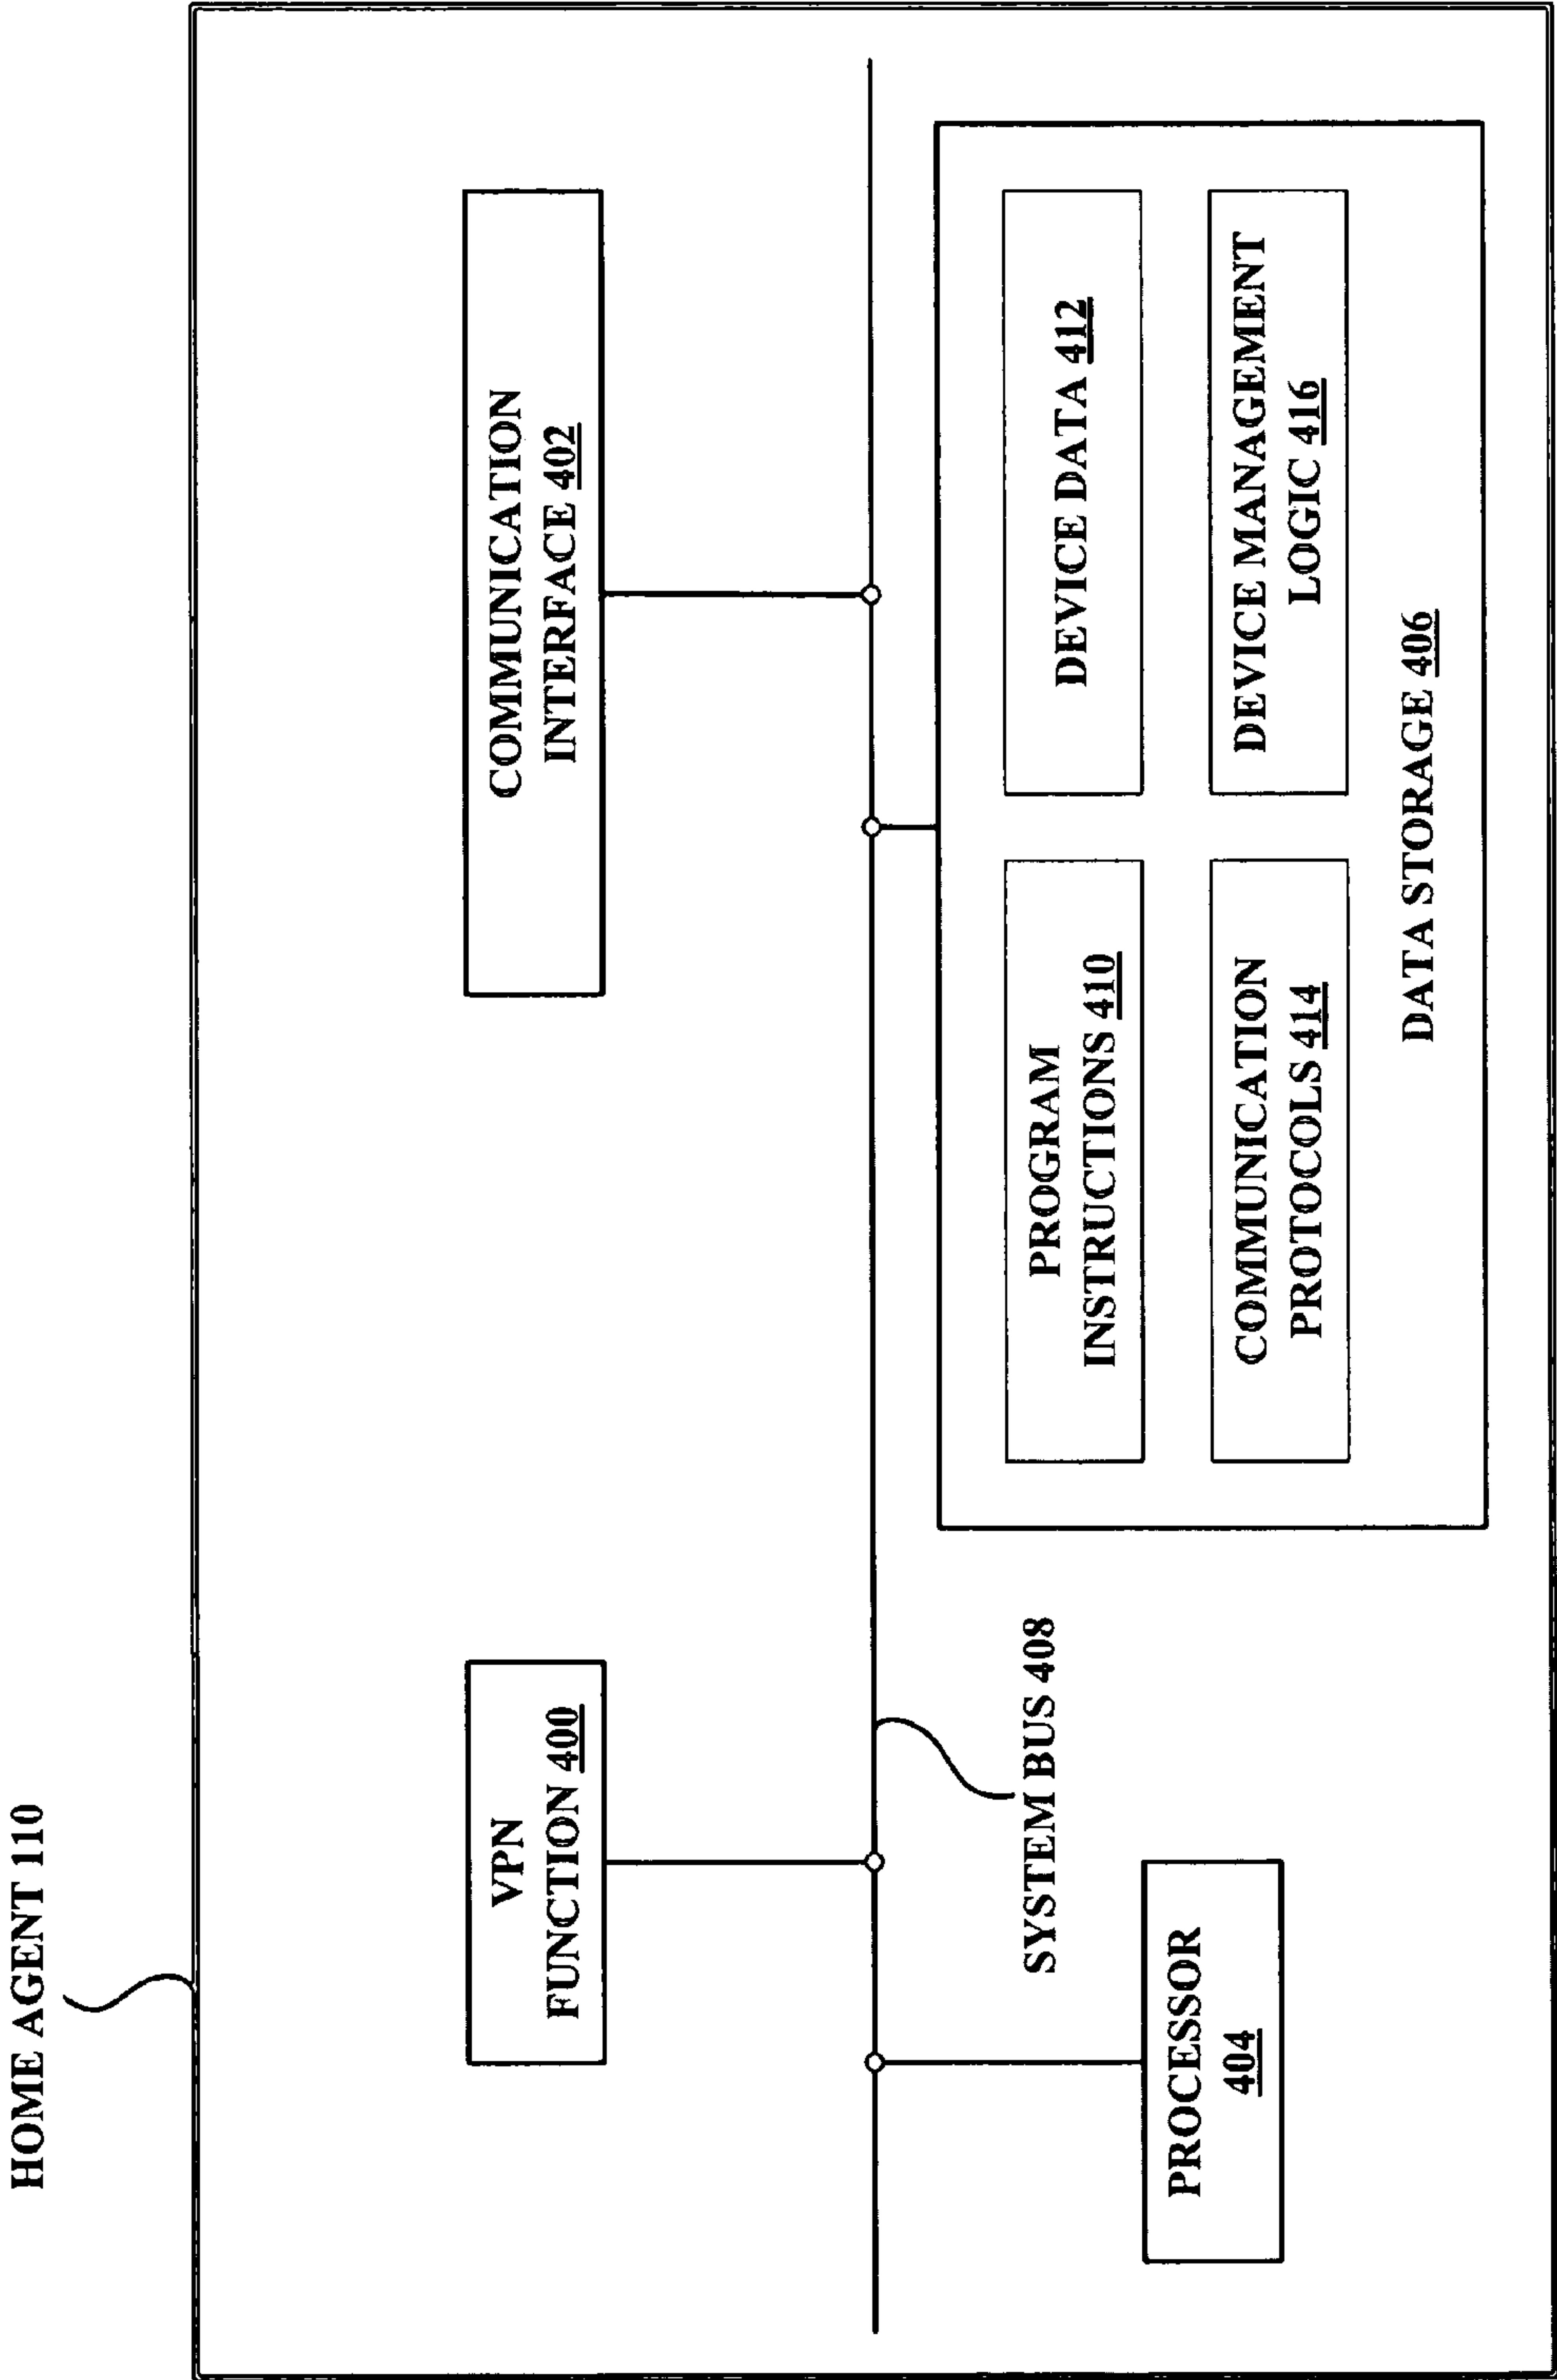 HOME AGENT 110
VPN
FUNCTION 400
COMMUNICATION
INTERFACE 402
SYSTEM BUS 408
PROCESSOR
404
PROGRAM
INSTRUCTIONS 410
DEVICE DATA 412
COMMUNICATION
PROTOCOLS 414
DEVICE MANAGEMENT
LOGIC 416
DATA STORAGE 406